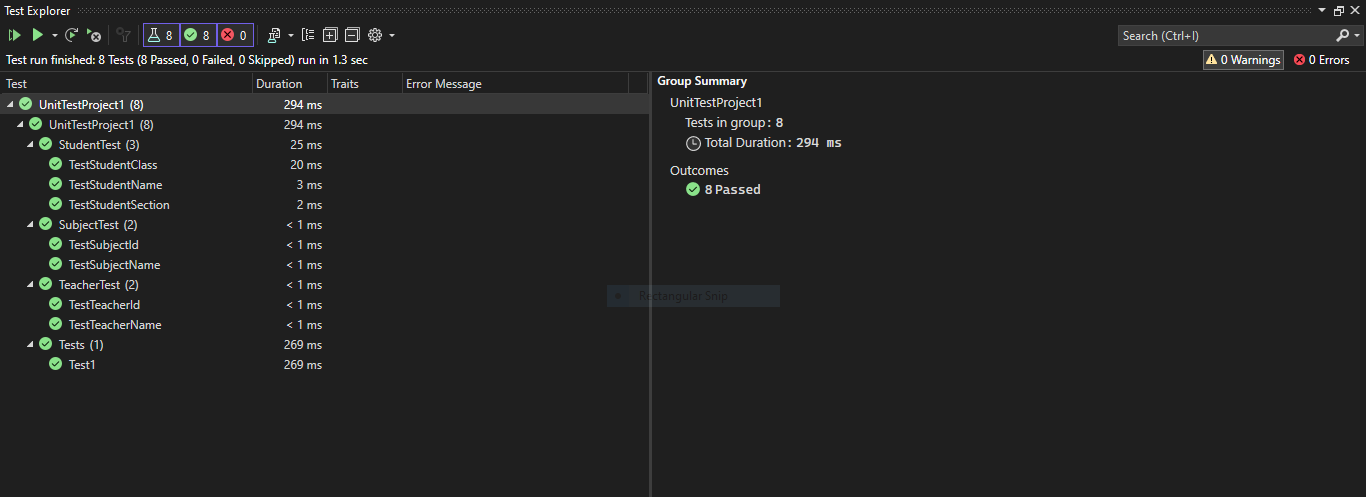 Test Explorer
8 8 0
Search (Ctrl+I)
Test run finished: 8 Tests (8 Passed, 0 Failed, 0 Skipped) run in 1.3 sec
0 Warnings 0 Errors
Test Duration Traits Error Message
UnitTestProject1 (8) 294 ms
UnitTestProject1 (8) 294 ms
StudentTest (3) 25 ms
TestStudentClass 20 ms
TestStudentName 3 ms
TestStudentSection 2 ms
SubjectTest (2) < 1 ms
TestSubjectId < 1 ms
TestSubjectName < 1 ms
TeacherTest (2) < 1 ms
TestTeacherId < 1 ms
TestTeacherName < 1 ms
Tests (1) 269 ms
Test1 269 ms
Group Summary
UnitTestProject1
Tests in group: 8
Total Duration: 294 ms
Outcomes
8 Passed
Rectangular Snip